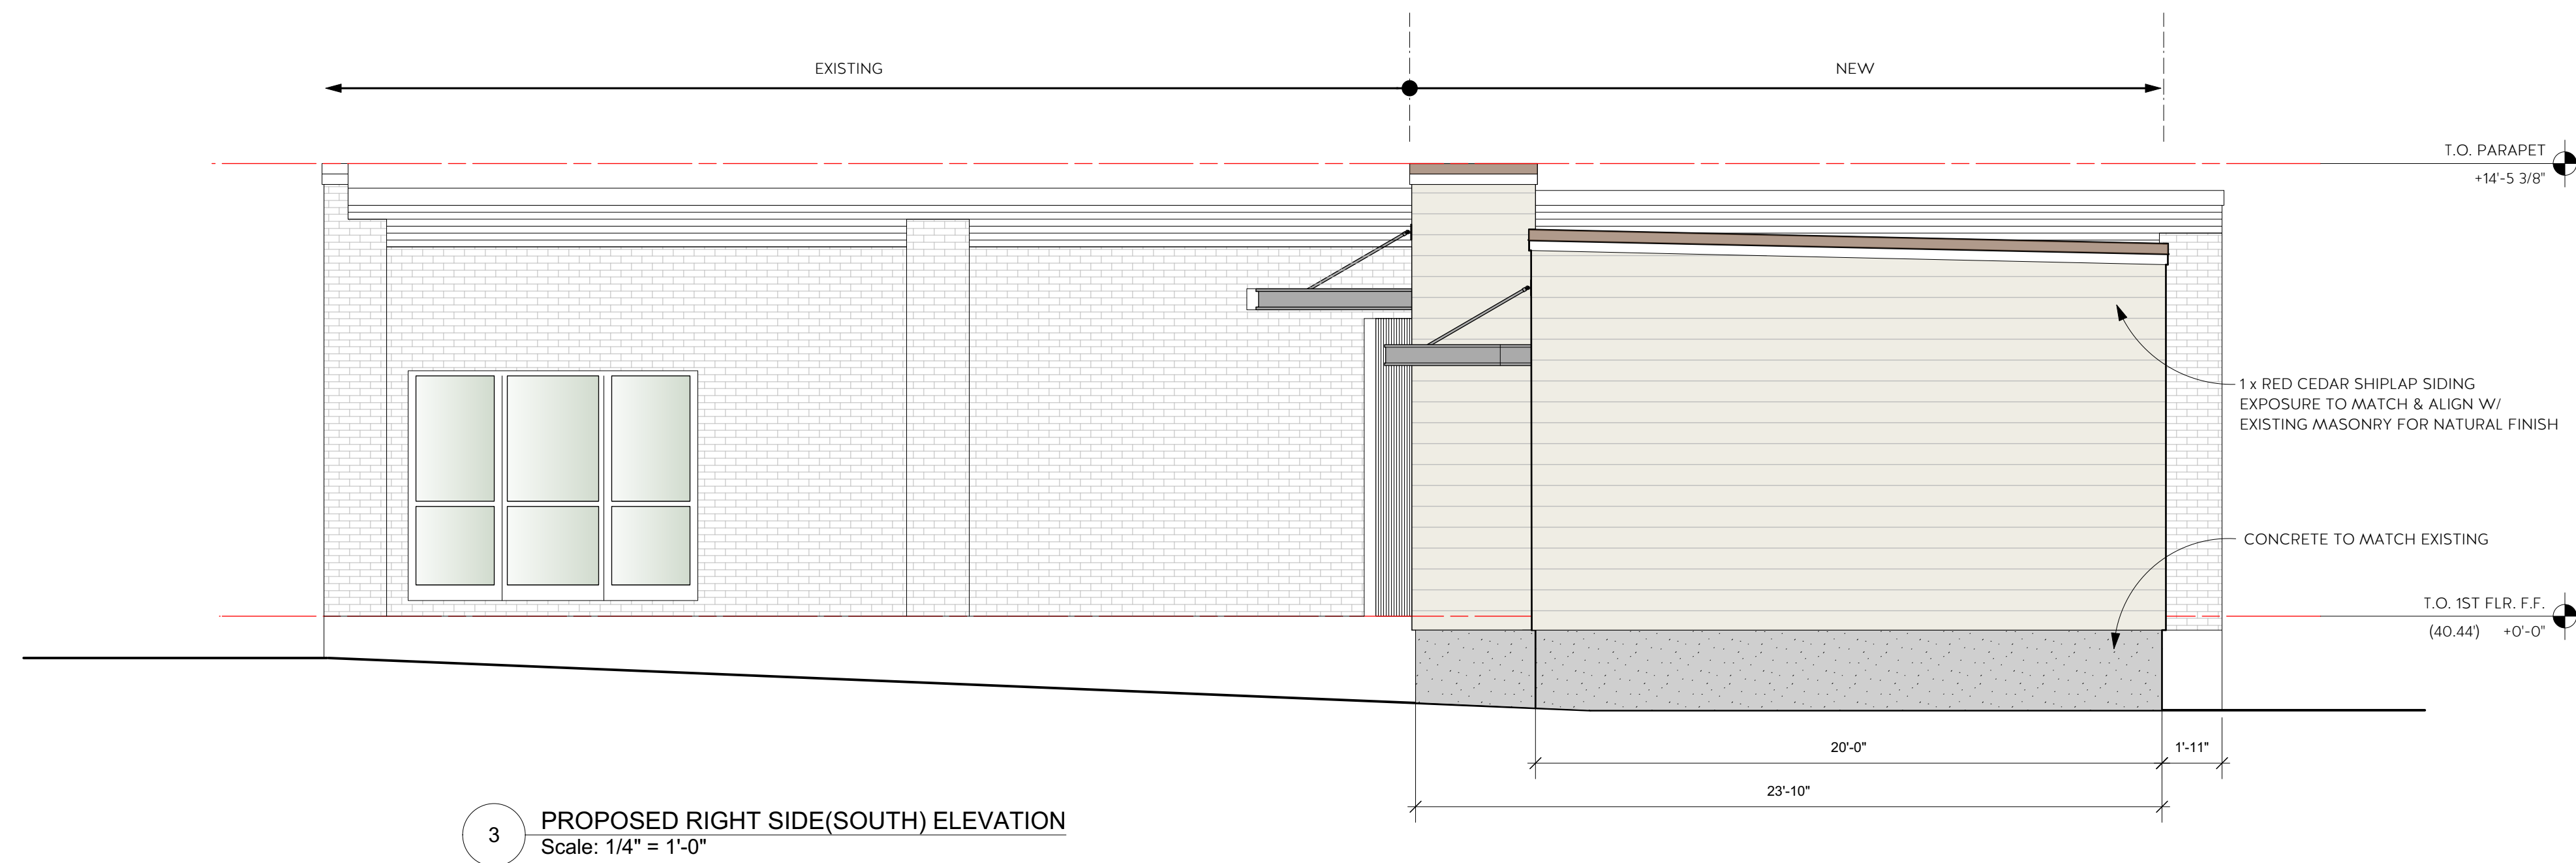 EXISTING
NEW
T.O. PARAPET
+14'-5 3/8"
1 x RED CEDAR SHIPLAP SIDING
EXPOSURE TO MATCH & ALIGN W/
EXISTING MASONRY FOR NATURAL FINISH
CONCRETE TO MATCH EXISTING
T.O. 1ST FLR. F.F.
(40.44') +0'-0"
20'-0"
1'-11"
23'-10"
3
PROPOSED RIGHT SIDE(SOUTH) ELEVATION
Scale: 1/4" = 1'-0"